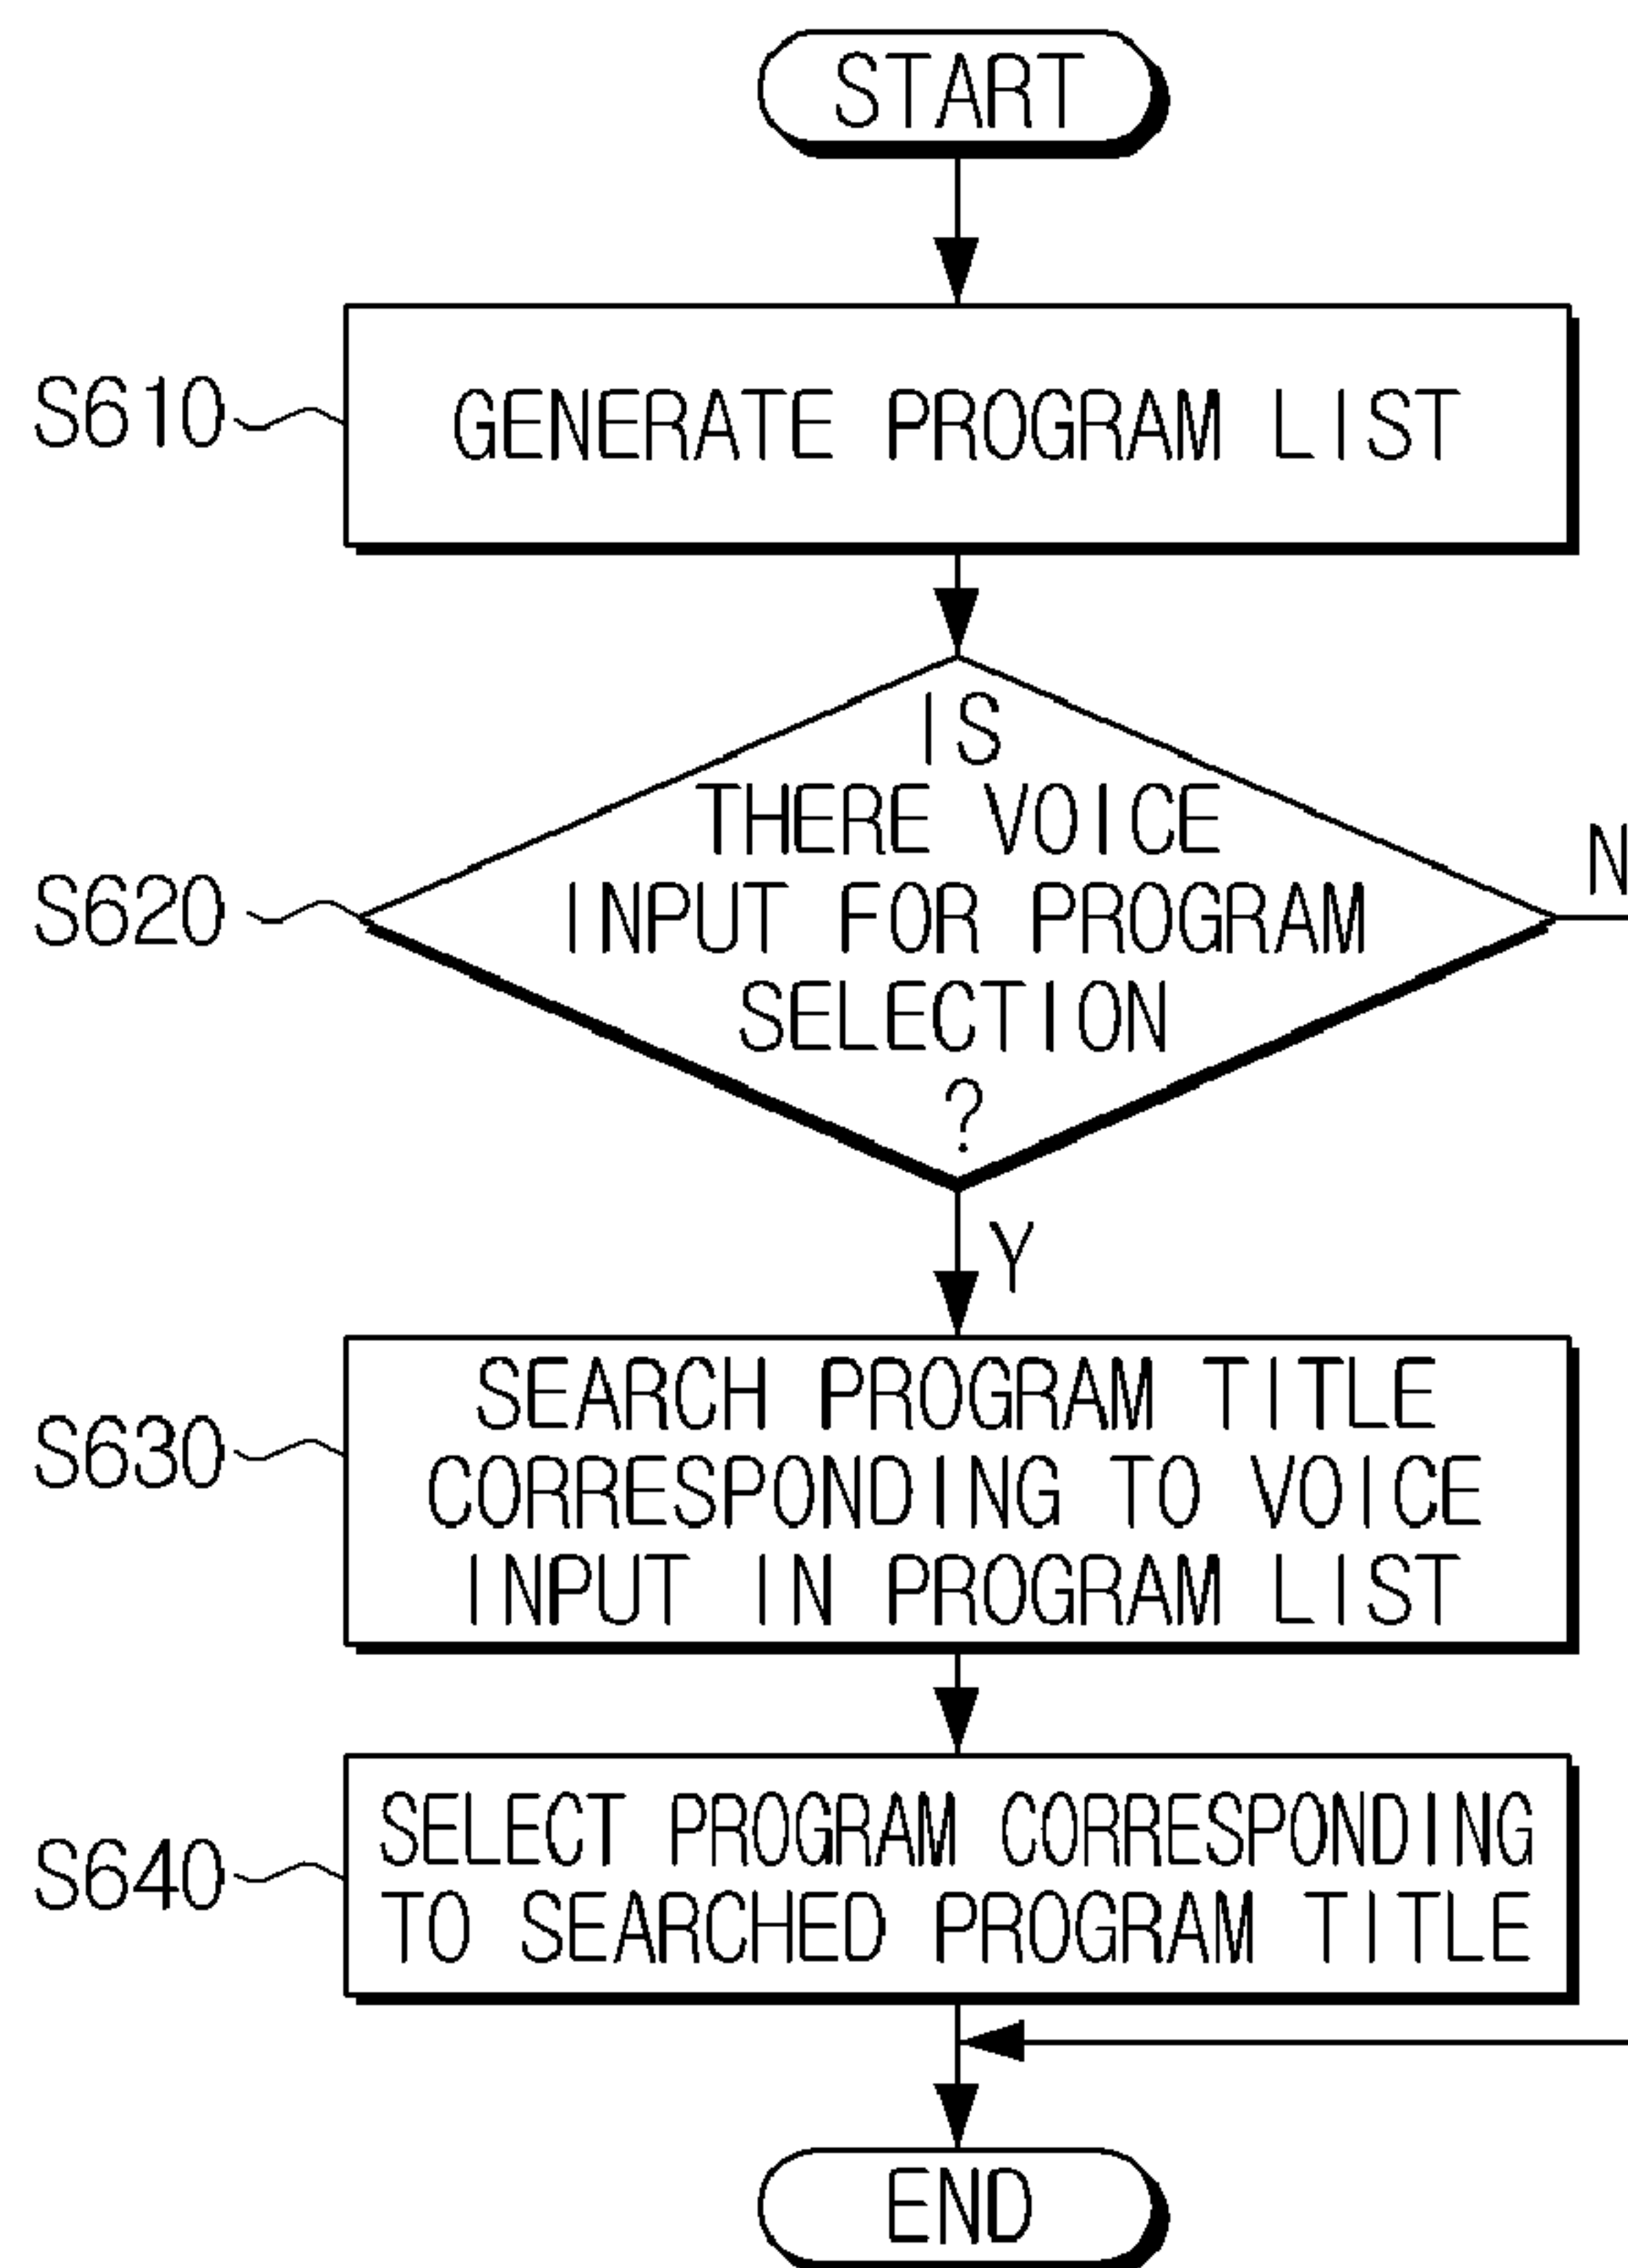 START
S610
GENERATE PROGRAM LIST
IS
THERE VOICE
INPUT FOR PROGRAM
SELECTION
?
S620
N
Y
S630
SEARCH PROGRAM TITLE
CORRESPONDING TO VOICE
INPUT IN PROGRAM LIST
S640
SELECT PROGRAM CORRESPONDING
TO SEARCHED PROGRAM TITLE
END